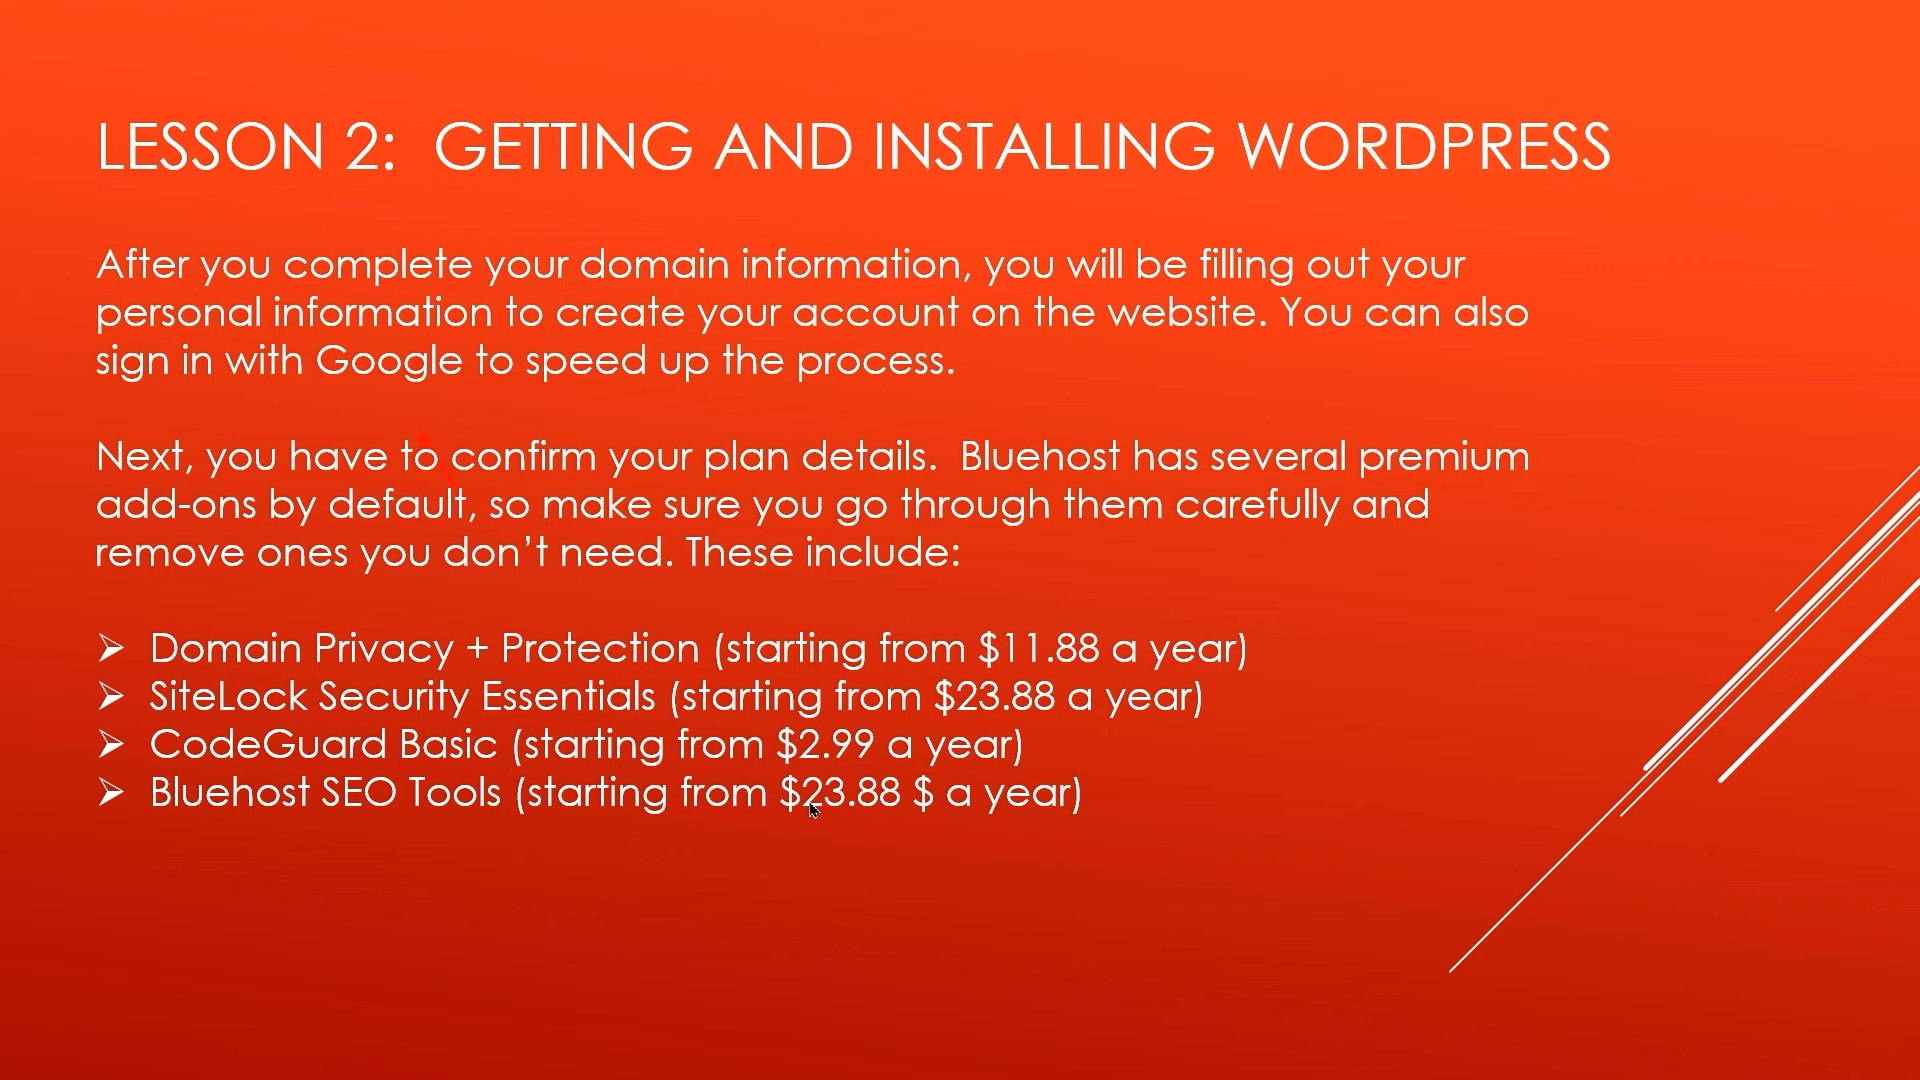 LESSON 2:  GETTING AND INSTALLING WORDPRESS
After you complete your domain information, you will be filling out your
personal information to create your account on the website. You can also
sign in with Google to speed up the process.
Next, you have to confirm your plan details.  Bluehost has several premium
add-ons by default, so make sure you go through them carefully and
remove ones you don’t need. These include:
➢ Domain Privacy + Protection (starting from $11.88 a year)
➢ SiteLock Security Essentials (starting from $23.88 a year)
➢ CodeGuard Basic (starting from $2.99 a year)
➢ Bluehost SEO Tools (starting from $23.88 $ a year)